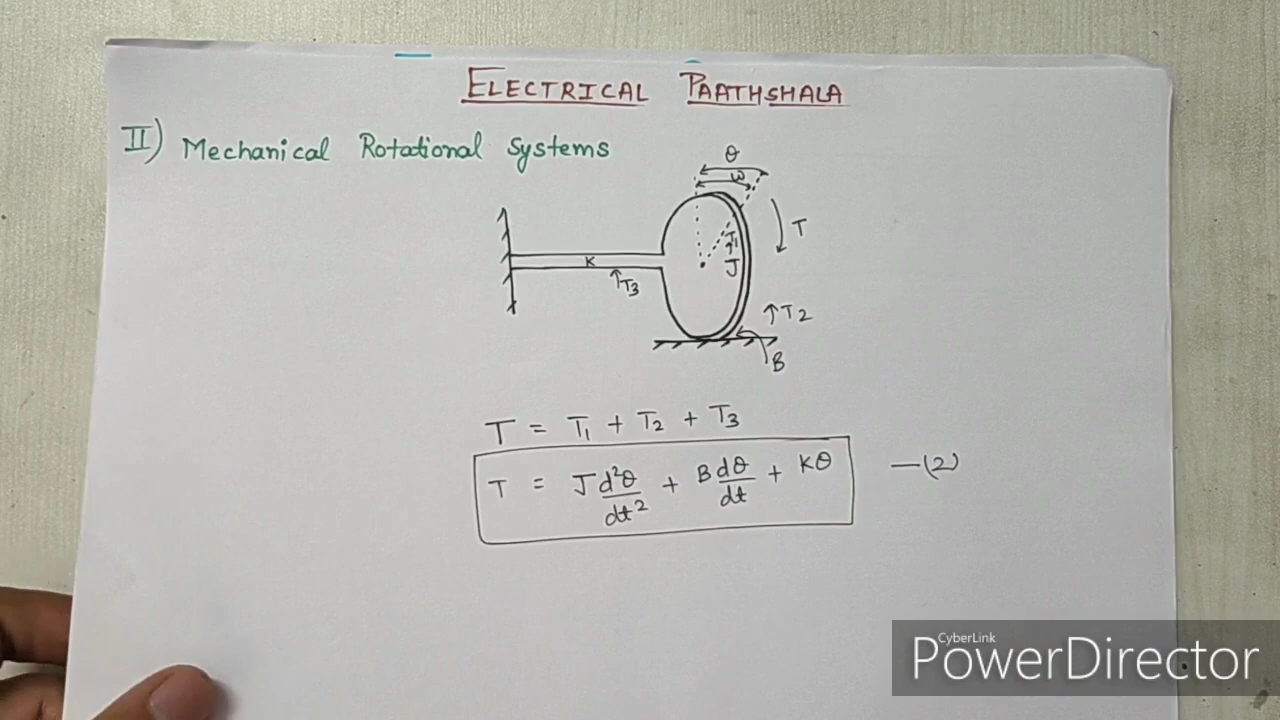 ELECTRICAL PAATHSHALA
II) Mechanical Rotational Systems
θ
ω
T
T1
J
K
T3
T2
B
T = T1 + T2 + T3
T = J d²θ/dt² + B dθ/dt + Kθ —(2)
CyberLink
PowerDirector